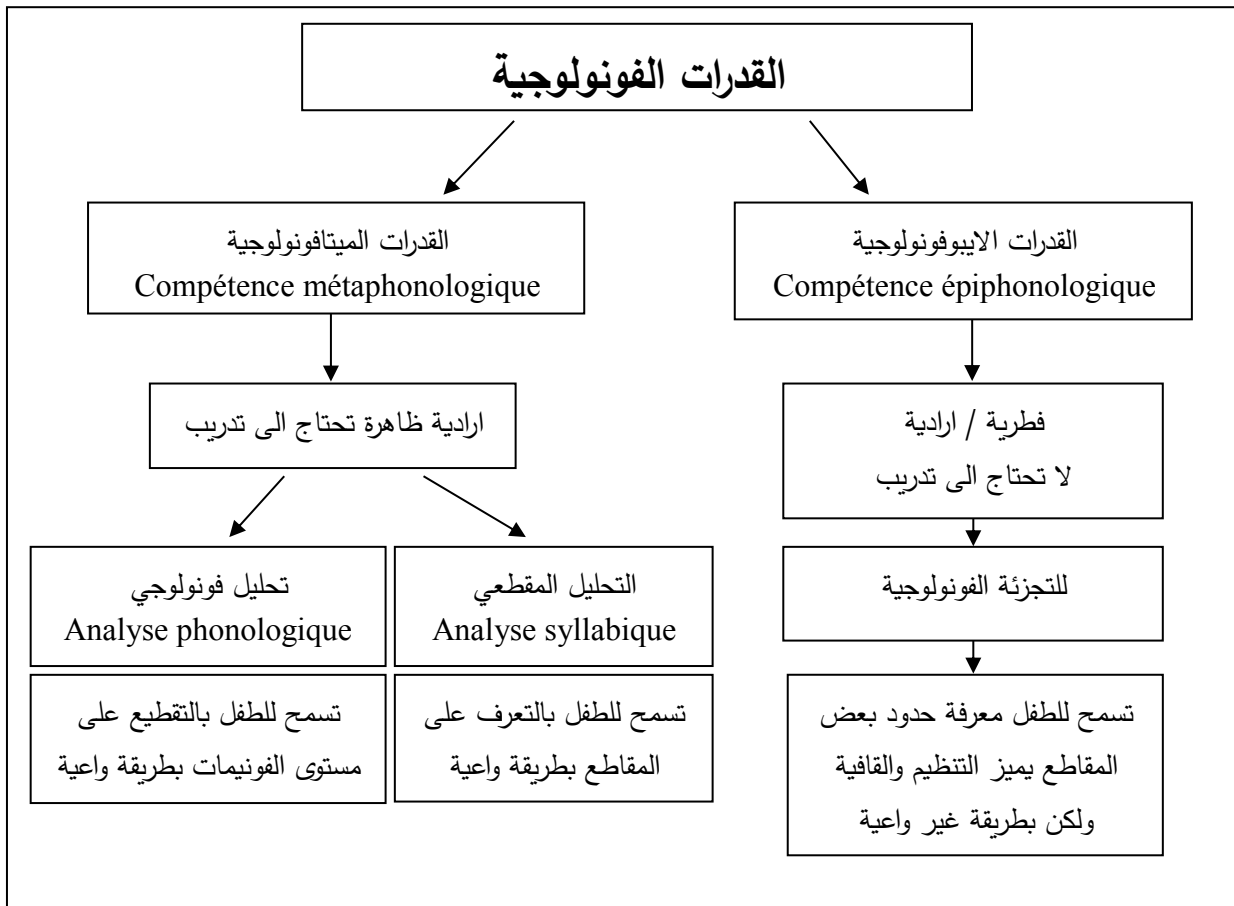 القدرات الفونولوجية
القدرات الايبوفونولوجية
Compétence épiphonologique
القدرات الميتافونولوجية
Compétence métaphonologique
فطرية / ارادية
لا تحتاج الى تدريب
ارادية ظاهرة تحتاج الى تدريب
للتجزئة الفونولوجية
التحليل المقطعي
Analyse syllabique
تحليل فونولوجي
Analyse phonologique
تسمح للطفل معرفة حدود بعض
المقاطع يميز التنظيم والقافية
ولكن بطريقة غير واعية
تسمح للطفل بالتعرف على
المقاطع بطريقة واعية
تسمح للطفل بالتقطيع على
مستوى الفونيمات بطريقة واعية